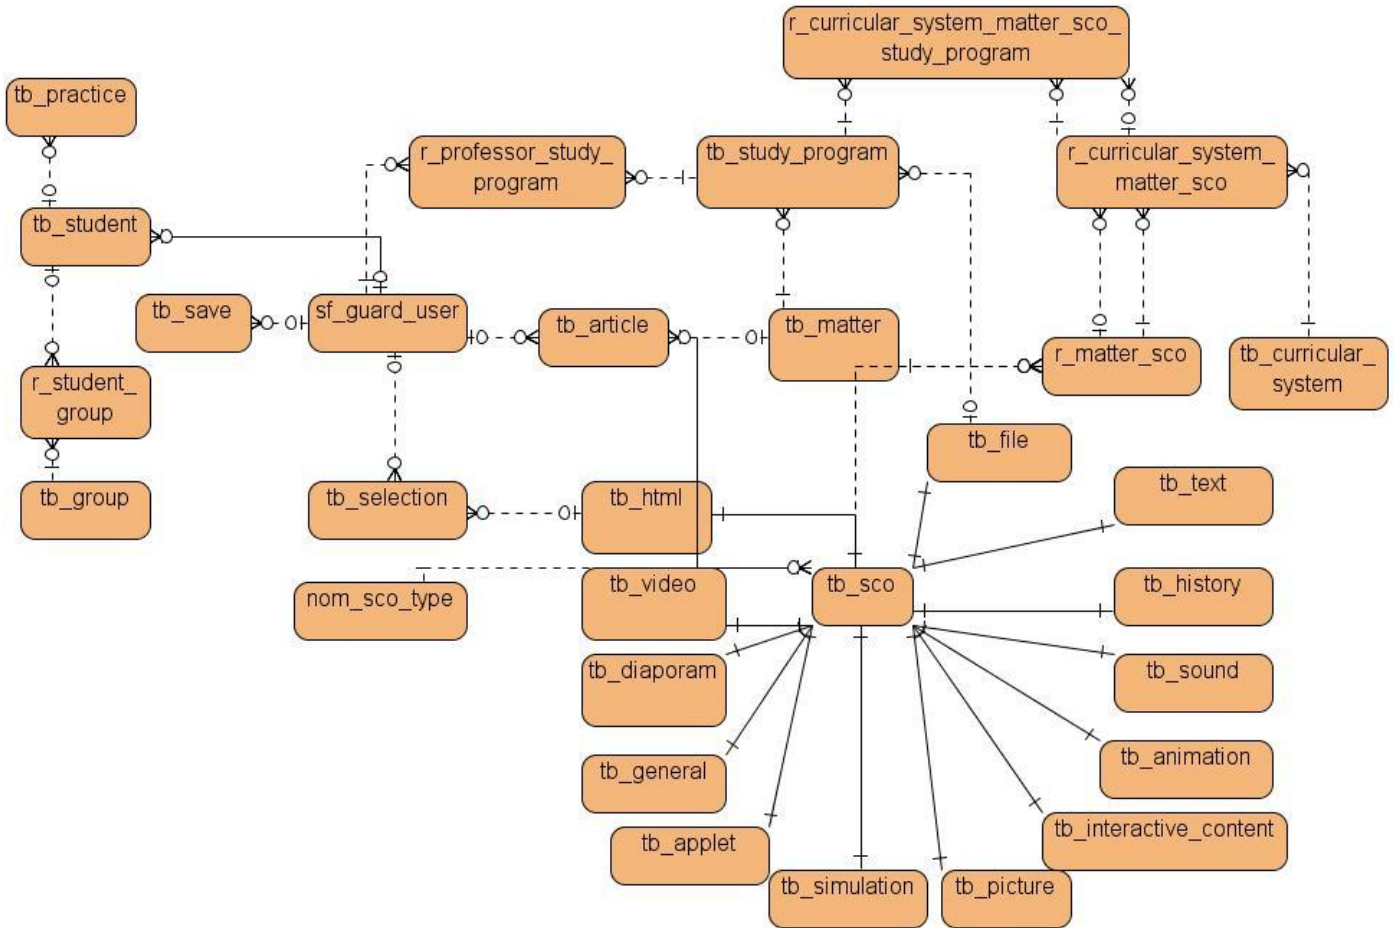 r_curricular_system_matter_sco_
study_program
tb_practice
r_professor_study_
program
tb_study_program
r_curricular_system_
matter_sco
tb_student
tb_save
sf_guard_user
tb_article
tb_matter
r_matter_sco
tb_curricular_
system
r_student_
group
tb_file
tb_group
tb_selection
tb_html
tb_text
nom_sco_type
tb_video
tb_sco
tb_history
tb_diaporam
tb_sound
tb_general
tb_animation
tb_applet
tb_interactive_content
tb_simulation
tb_picture